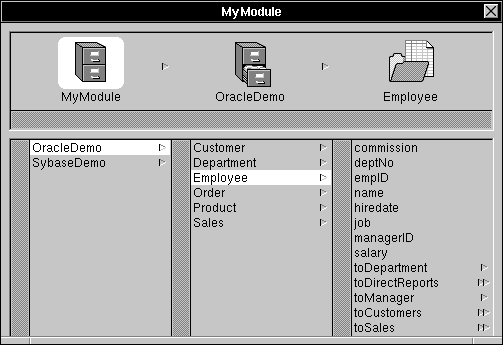 MyModule
MyModule
OracleDemo
Employee
OracleDemo
SybaseDemo
Customer
Department
Employee
Order
Product
Sales
commission
deptNo
empID
name
hiredate
job
managerID
salary
toDepartment
toDirectReports
toManager
toCustomers
toSales